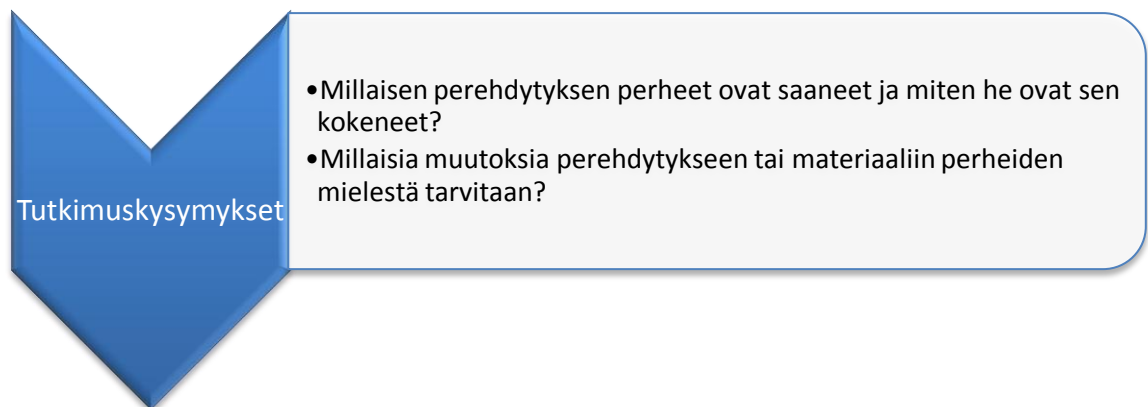 Tutkimuskysymykset
•Millaisen perehdytyksen perheet ovat saaneet ja miten he ovat sen
kokeneet?
•Millaisia muutoksia perehdytykseen tai materiaaliin perheiden
mielestä tarvitaan?